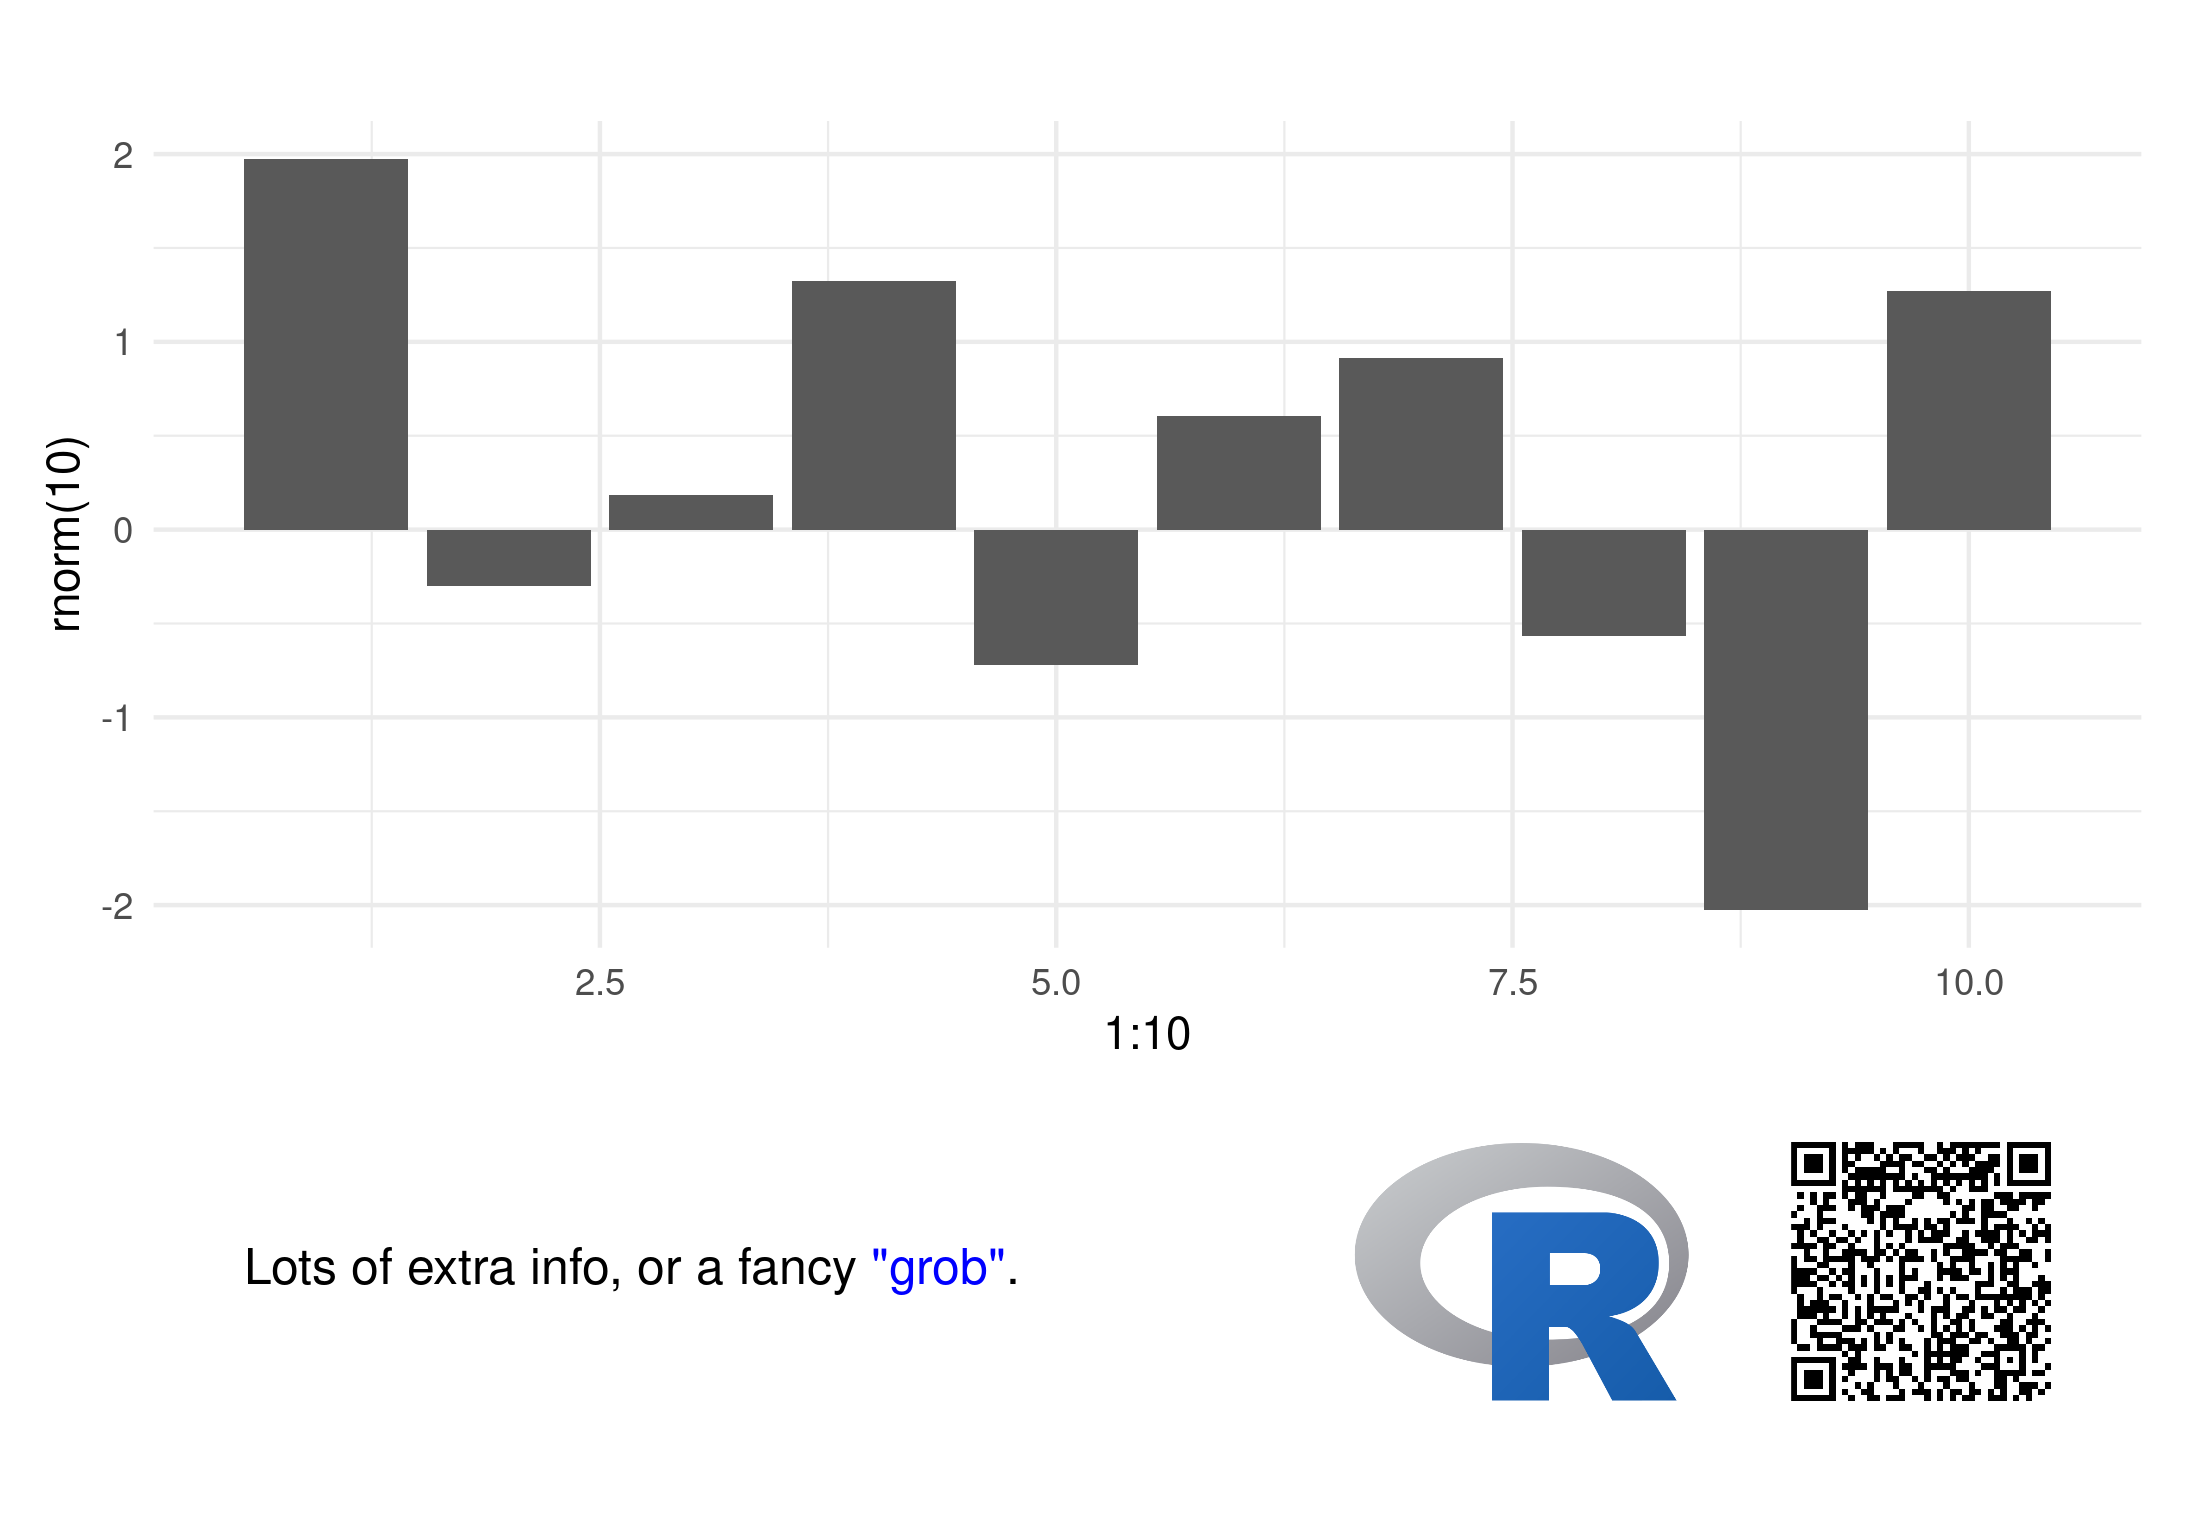 2
1
0
-1
-2
rnorm(10)
2.5 5.0 7.5 10.0
1:10
Lots of extra info, or a fancy "grob".
R